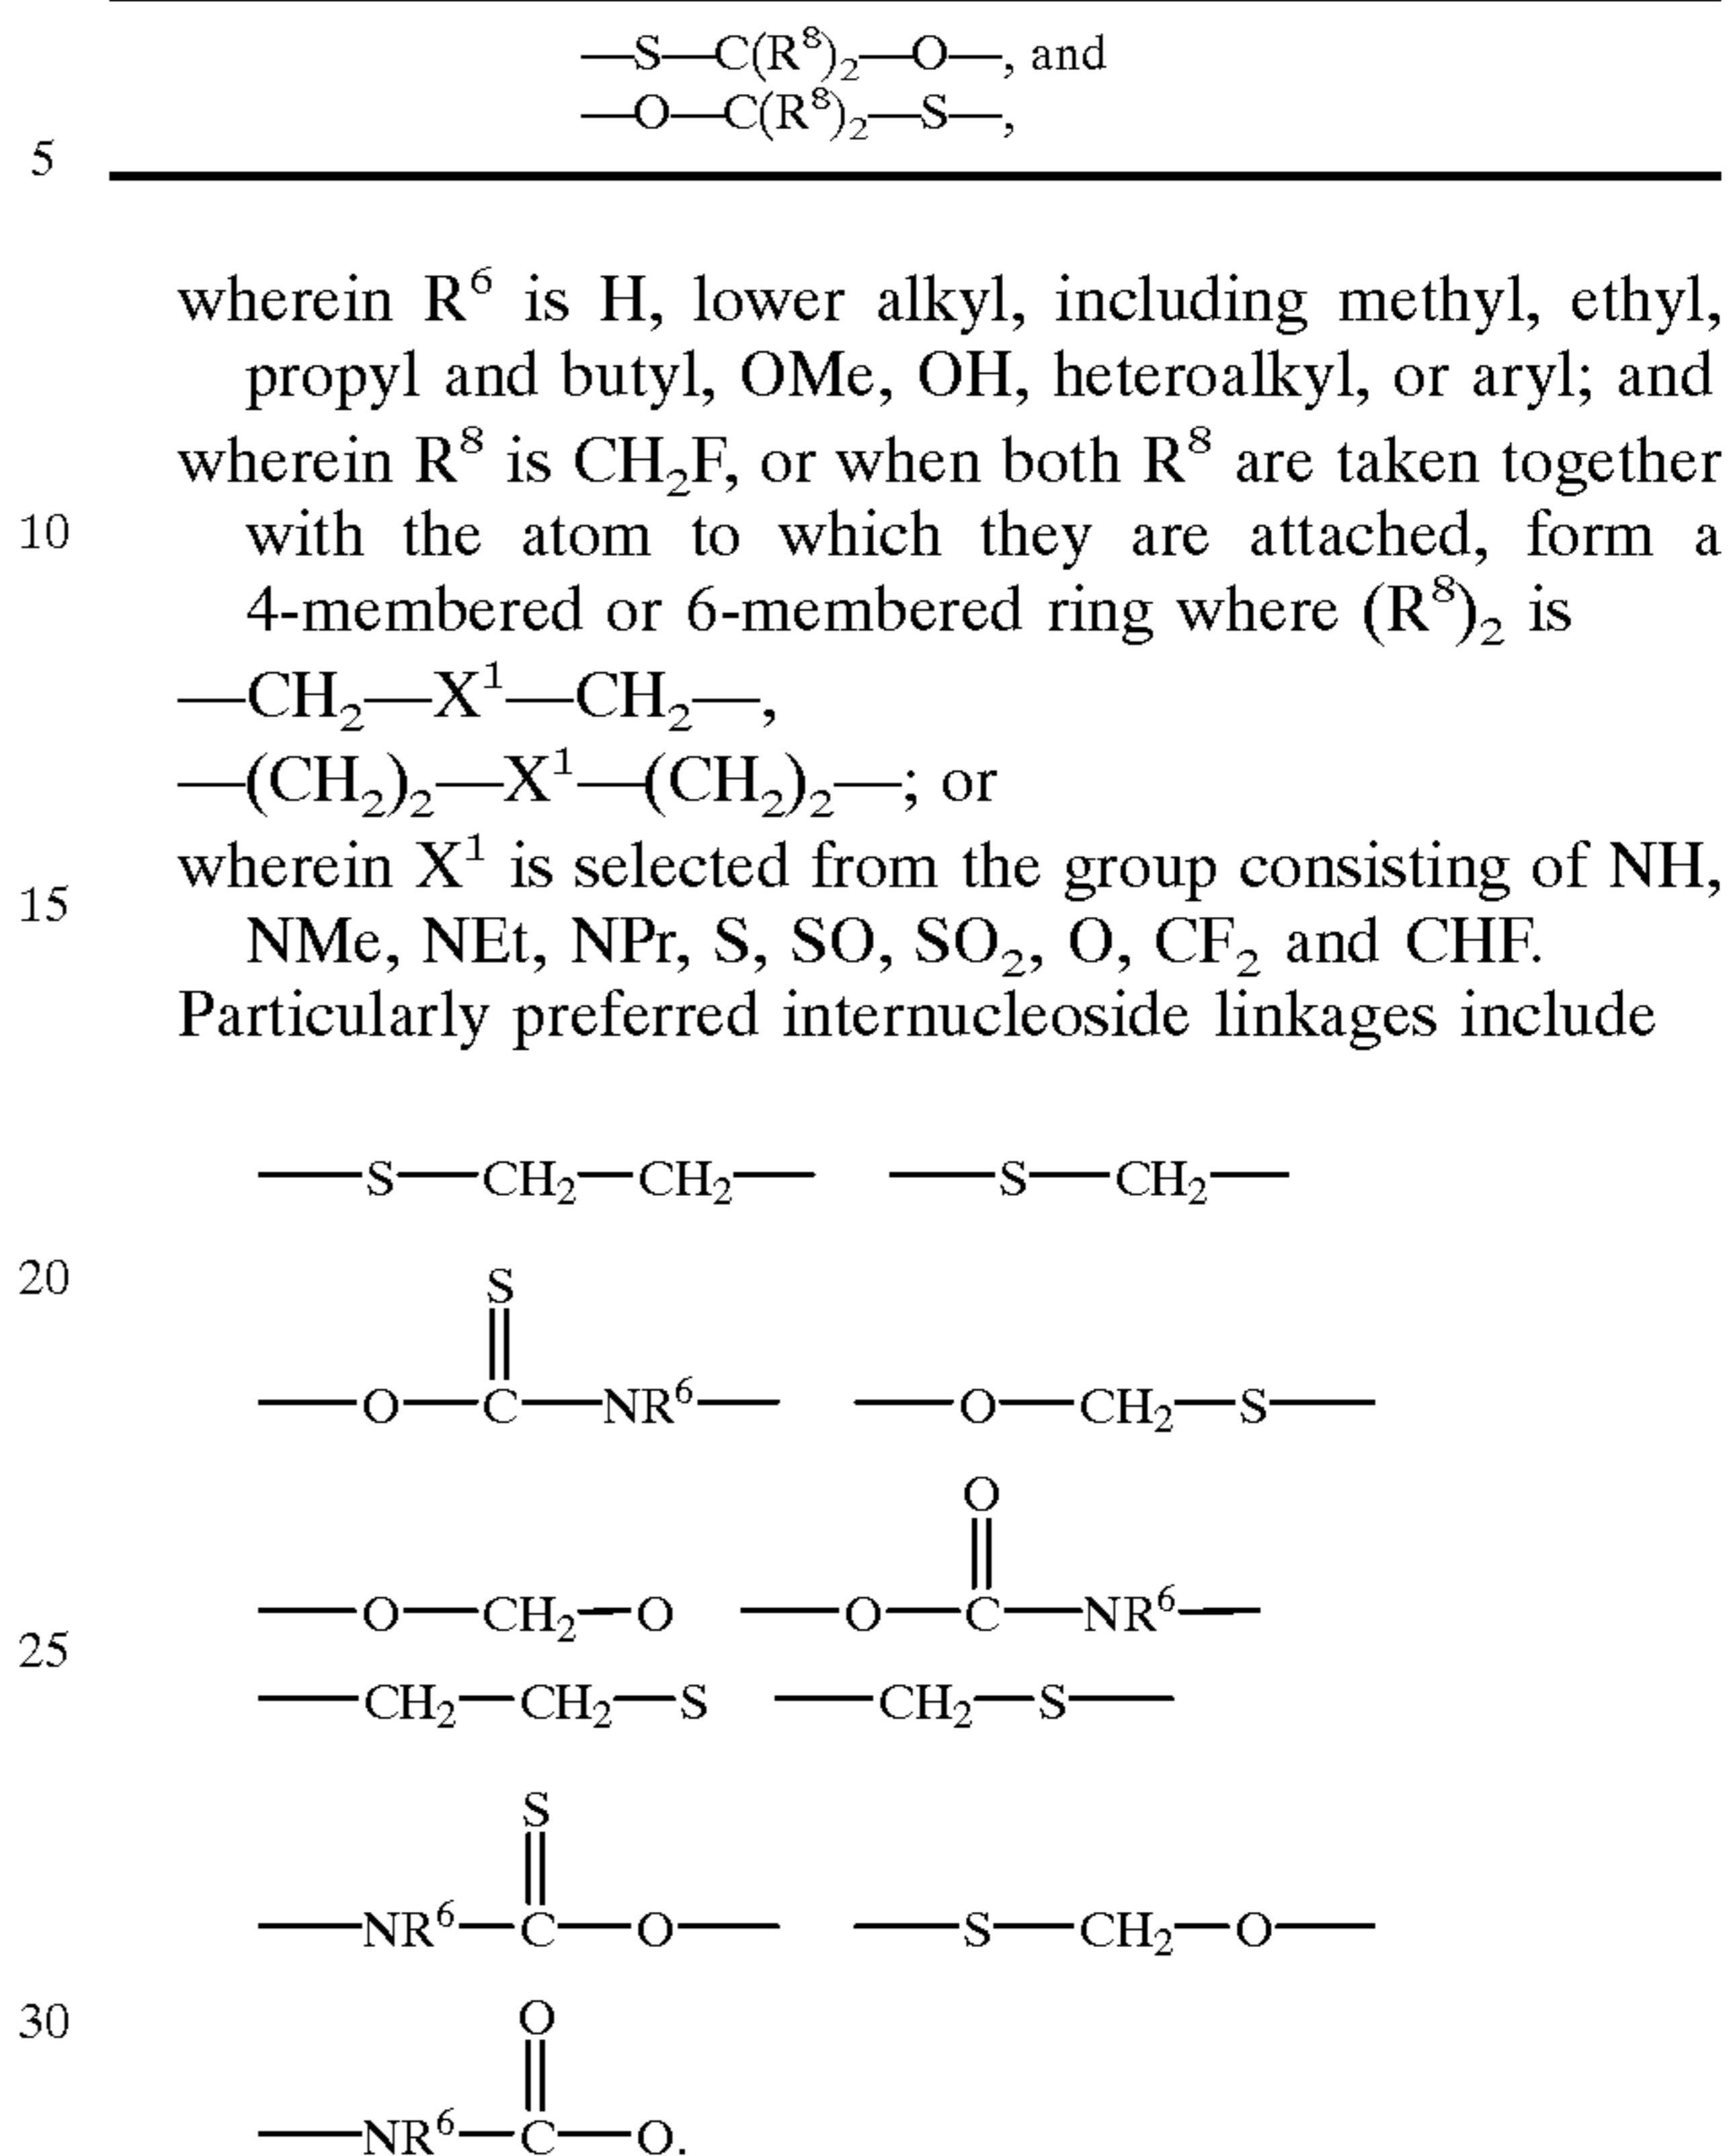 —S—C(R⁸)₂—O—, and
—O—C(R⁸)₂—S—,
5
wherein R⁶ is H, lower alkyl, including methyl, ethyl,
propyl and butyl, OMe, OH, heteroalkyl, or aryl; and
wherein R⁸ is CH₂F, or when both R⁸ are taken together
10 with the atom to which they are attached, form a
4-membered or 6-membered ring where (R⁸)₂ is
—CH₂—X¹—CH₂—,
—(CH₂)₂—X¹—(CH₂)₂—; or
15 wherein X¹ is selected from the group consisting of NH,
NMe, NEt, NPr, S, SO, SO₂, O, CF₂ and CHF.
Particularly preferred internucleoside linkages include
—S—CH₂—CH₂— —S—CH₂—
20
S
—O—C—NR⁶— —O—CH₂—S—
O
—O—CH₂—O —O—C—NR⁶—
25
—CH₂—CH₂—S —CH₂—S—
S
—NR⁶—C—O— —S—CH₂—O—
30 O
—NR⁶—C—O.